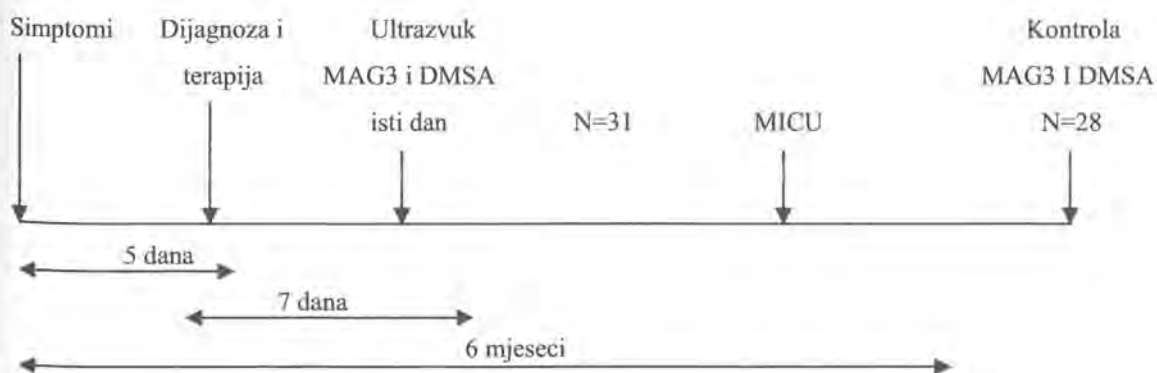 Simptomi
Dijagnoza i
terapija
Ultrazvuk
MAG3 i DMSA
isti dan
N=31
MICU
Kontrola
MAG3 I DMSA
N=28
5 dana
7 dana
6 mjeseci